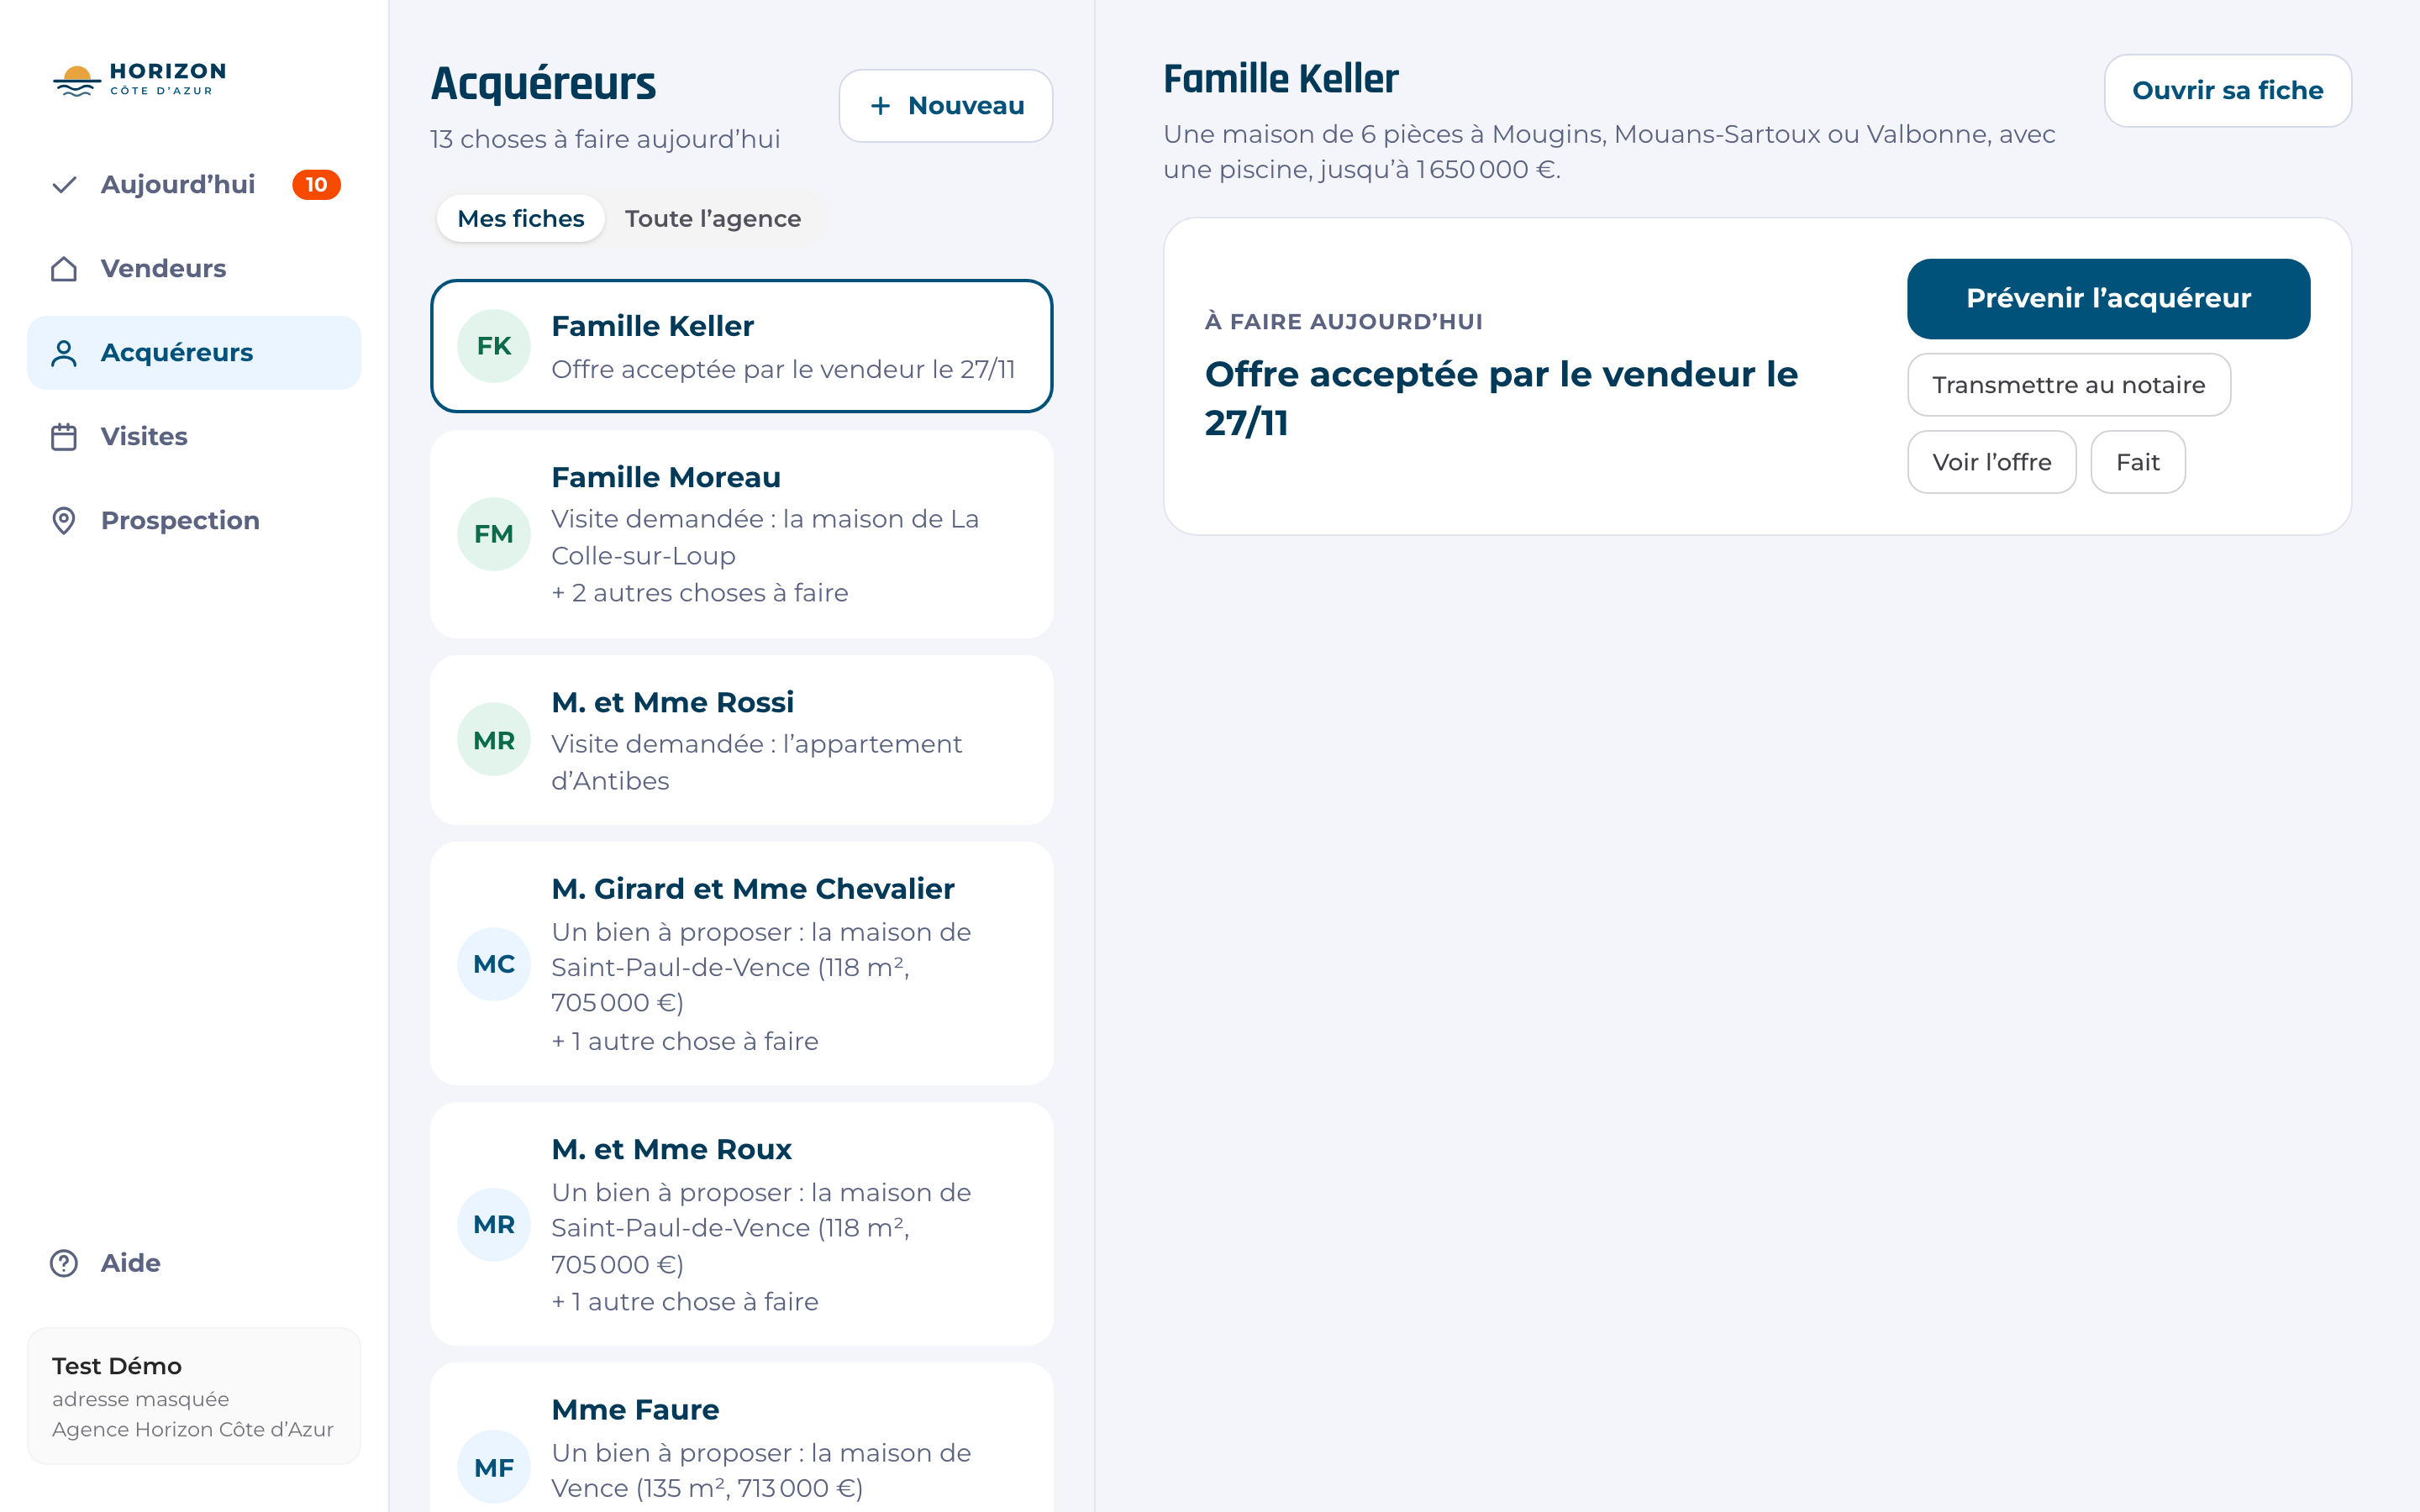 HORIZON
CÔTE D’AZUR
Aujourd’hui
10
Vendeurs
Acquéreurs
Visites
Prospection
Aide
Test Démo
adresse masquée
Agence Horizon Côte d’Azur
Acquéreurs
13 choses à faire aujourd’hui
+ Nouveau
Mes fiches
Toute l’agence
FK
Famille Keller
Offre acceptée par le vendeur le 27/11
FM
Famille Moreau
Visite demandée : la maison de La
Colle-sur-Loup
+ 2 autres choses à faire
MR
M. et Mme Rossi
Visite demandée : l’appartement
d’Antibes
MC
M. Girard et Mme Chevalier
Un bien à proposer : la maison de
Saint-Paul-de-Vence (118 m²,
705 000 €)
+ 1 autre chose à faire
MR
M. et Mme Roux
Un bien à proposer : la maison de
Saint-Paul-de-Vence (118 m²,
705 000 €)
+ 1 autre chose à faire
MF
Mme Faure
Un bien à proposer : la maison de
Vence (135 m², 713 000 €)
Famille Keller
Ouvrir sa fiche
Une maison de 6 pièces à Mougins, Mouans-Sartoux ou Valbonne, avec
une piscine, jusqu’à 1 650 000 €.
À FAIRE AUJOURD’HUI
Offre acceptée par le vendeur le
27/11
Prévenir l’acquéreur
Transmettre au notaire
Voir l’offre
Fait